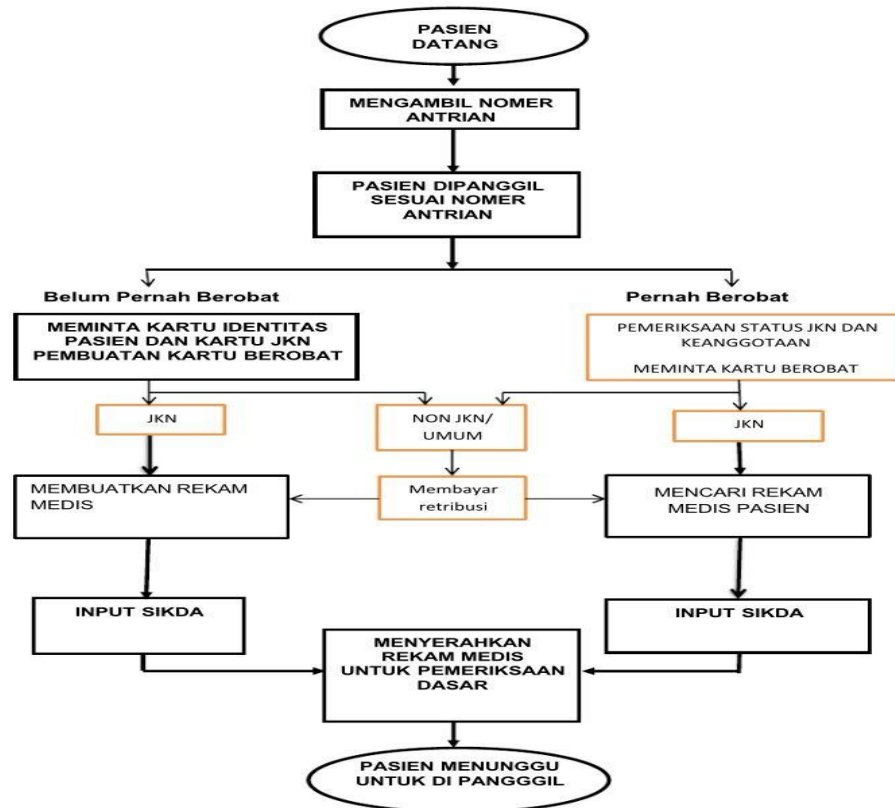 PASIEN
DATANG
MENGAMBIL NOMER
ANTRIAN
PASIEN DIPANGGIL
SESUAI NOMER
ANTRIAN
Belum Pernah Berobat
Pernah Berobat
MEMINTA KARTU IDENTITAS
PASIEN DAN KARTU JKN
PEMBUATAN KARTU BEROBAT
PEMERIKSAAN STATUS JKN DAN
KEANGGOTAAN
MEMINTA KARTU BEROBAT
JKN
NON JKN/
UMUM
JKN
MEMBUATKAN REKAM
MEDIS
Membayar
retribusi
MENCARI REKAM
MEDIS PASIEN
INPUT SIKDA
INPUT SIKDA
MENYERAHKAN
REKAM MEDIS
UNTUK PEMERIKSAAN
DASAR
PASIEN MENUNGGU
UNTUK DI PANGGGIL